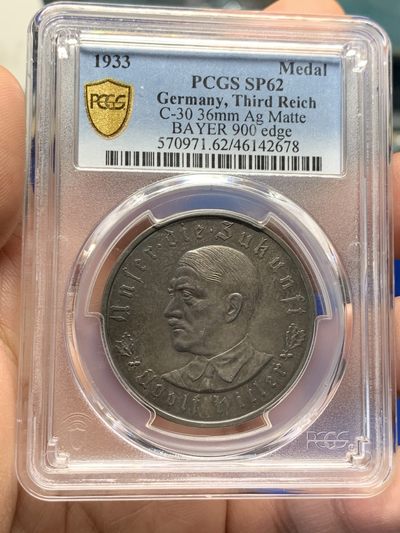 1933 Medal
PCGS SP62
Germany, Third Reich
C-30 36mm Ag Matte
BAYER 900 edge
570971.62/46142678
PCGS
Unser·die·Zukunft
Adolf Hitler
PCGS